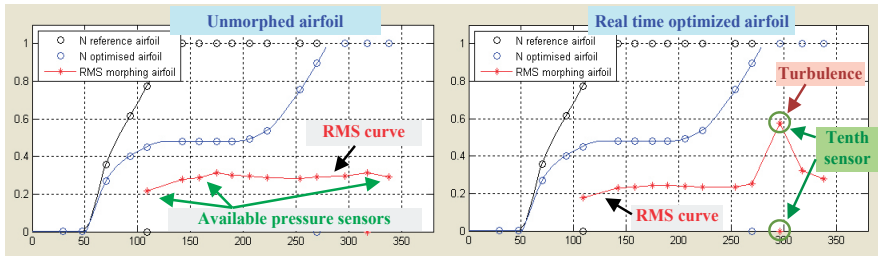 Unmorphed airfoil
1
0.8
0.6
0.4
0.2
0
N reference airfoil
N optimised airfoil
RMS morphing airfoil
RMS curve
Available pressure sensors
0 50 100 150 200 250 300 350
Real time optimized airfoil
1
0.8
0.6
0.4
0.2
0
N reference airfoil
N optimised airfoil
RMS morphing airfoil
Turbulence
Tenth
sensor
RMS curve
0 50 100 150 200 250 300 350